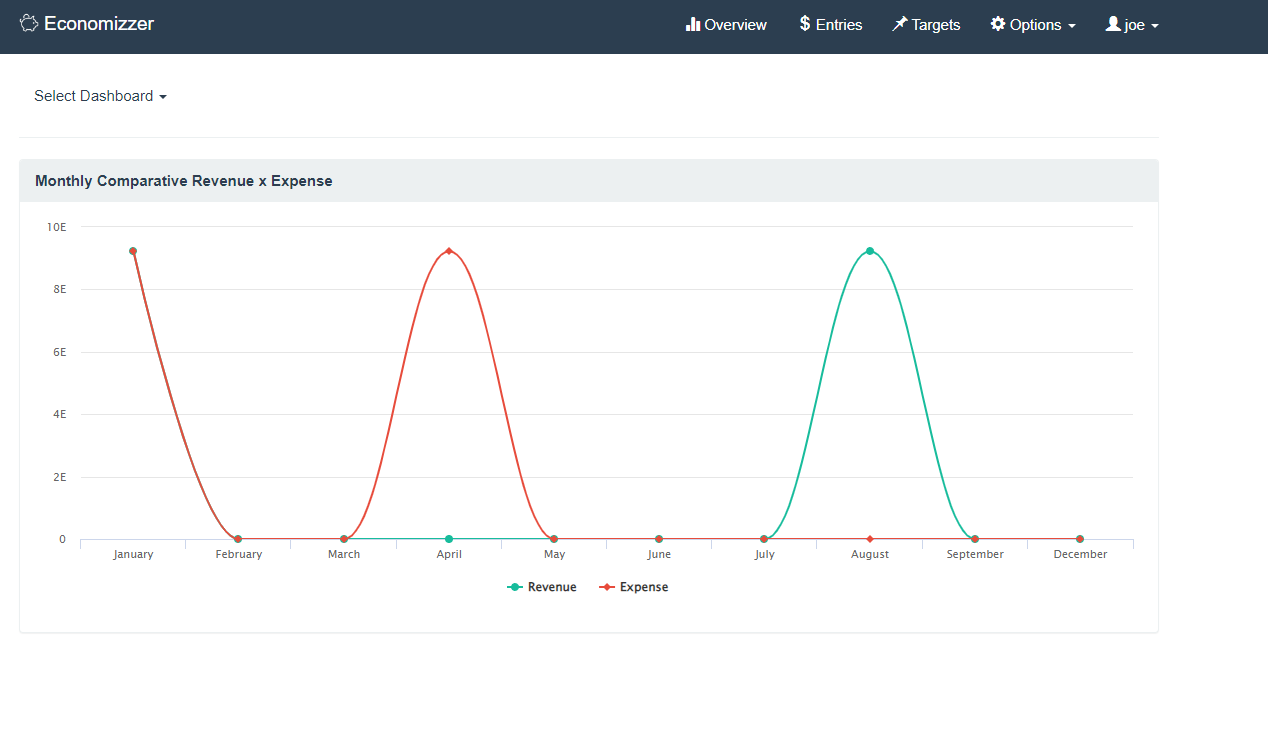 Economizzer Overview $ Entries Targets Options joe
Select Dashboard
Monthly Comparative Revenue x Expense
10E
8E
6E
4E
2E
0
January February March April May June July August September December
Revenue Expense